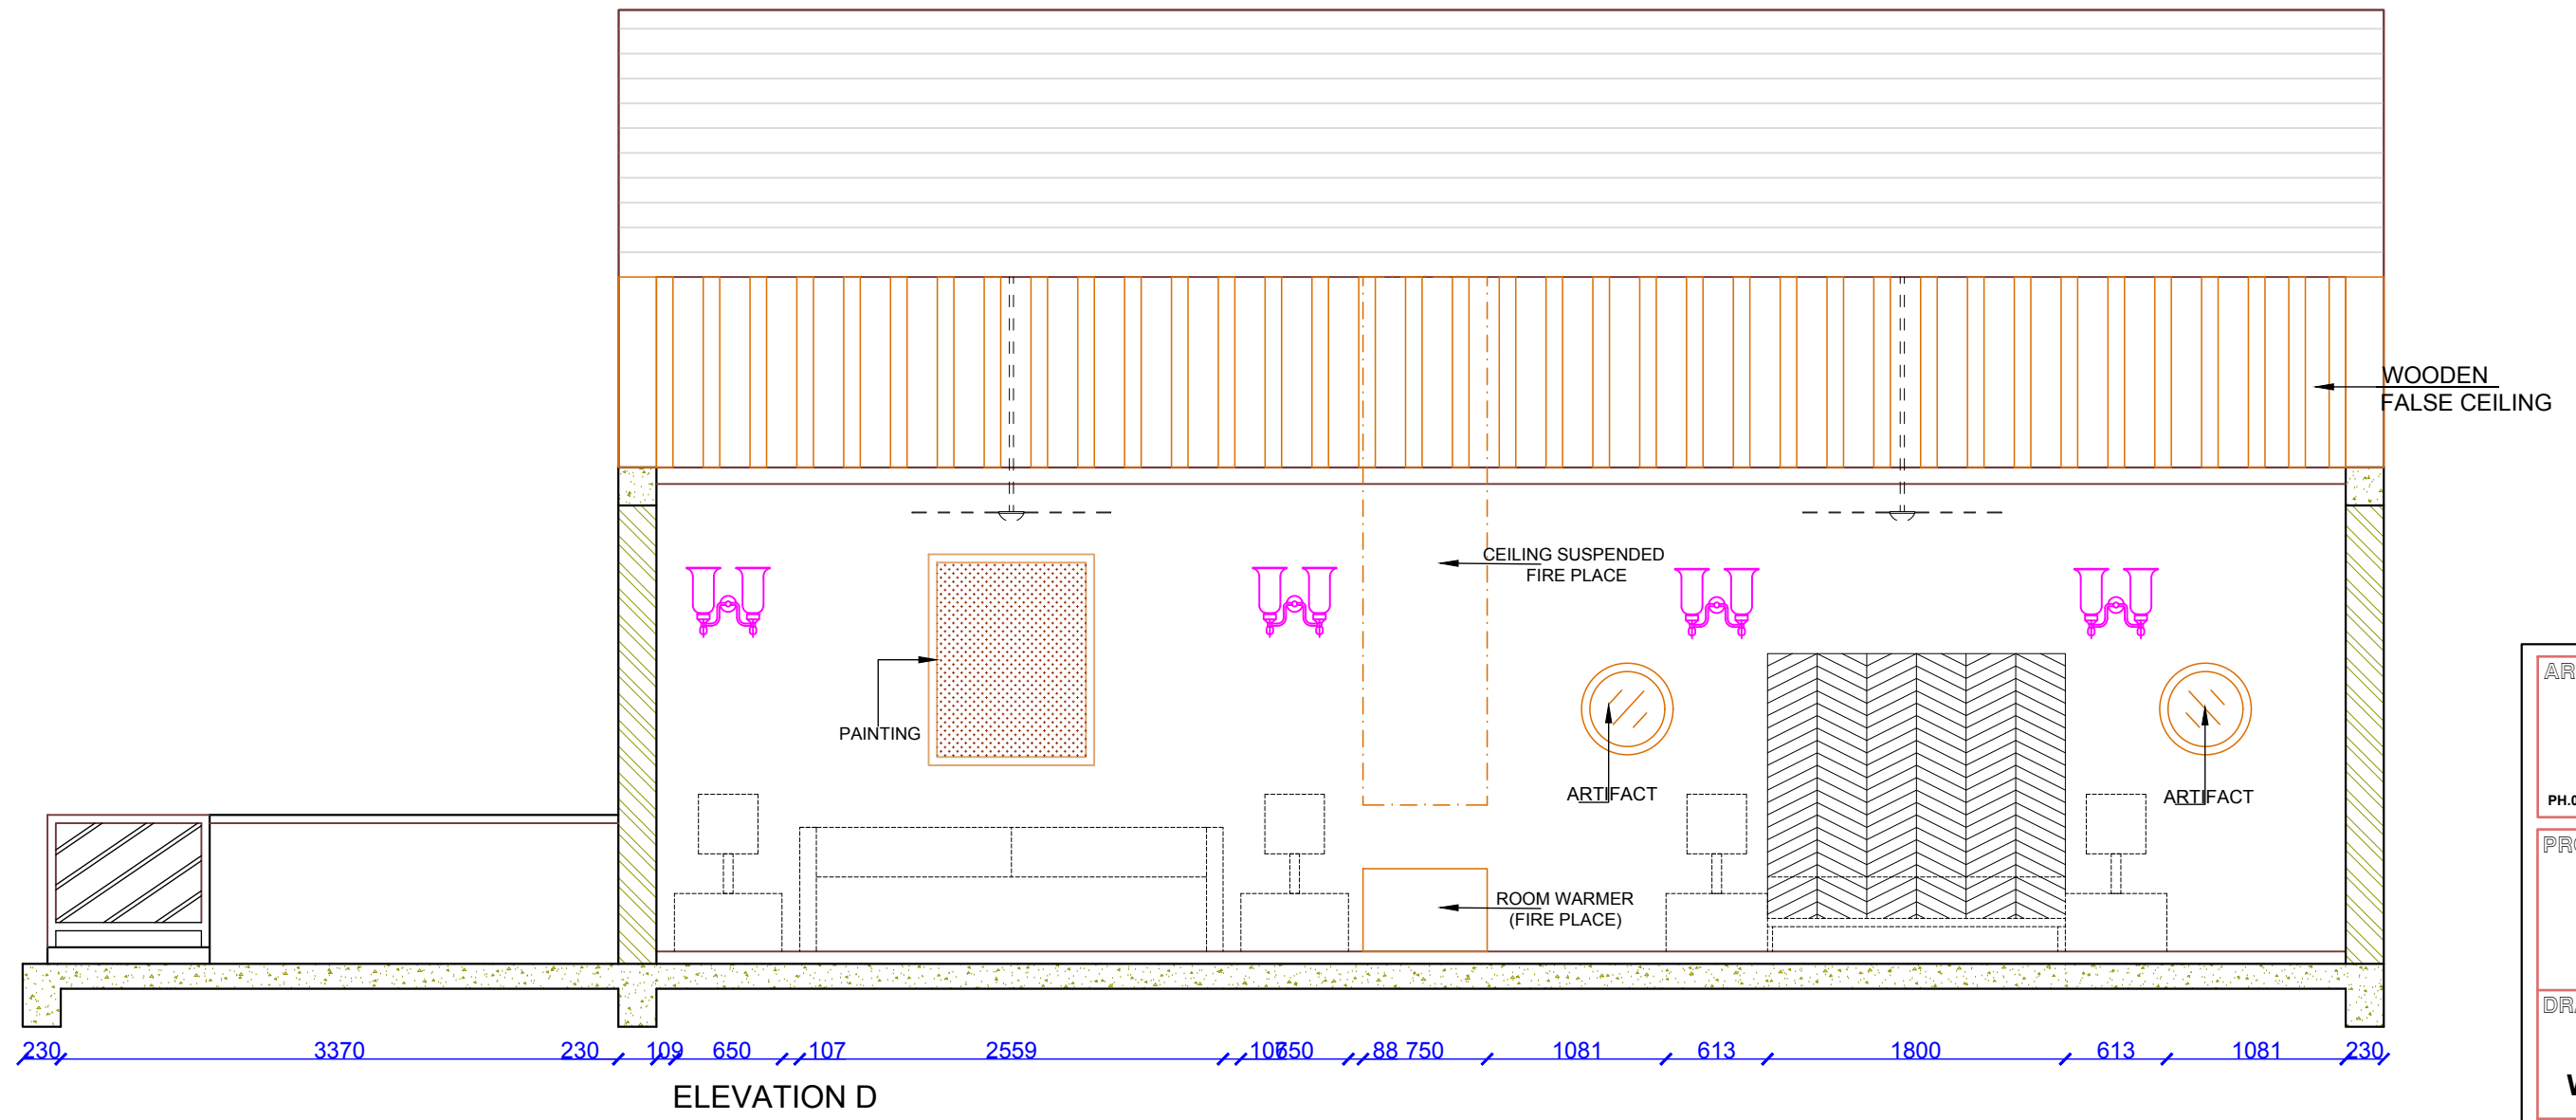 WOODEN
FALSE CEILING
CEILING SUSPENDED
FIRE PLACE
PAINTING
ARTIFACT
ARTIFACT
ROOM WARMER
(FIRE PLACE)
230 3370 230 109 650 107 2559 107 650 88 750 1081 613 1800 613 1081 230
ELEVATION D